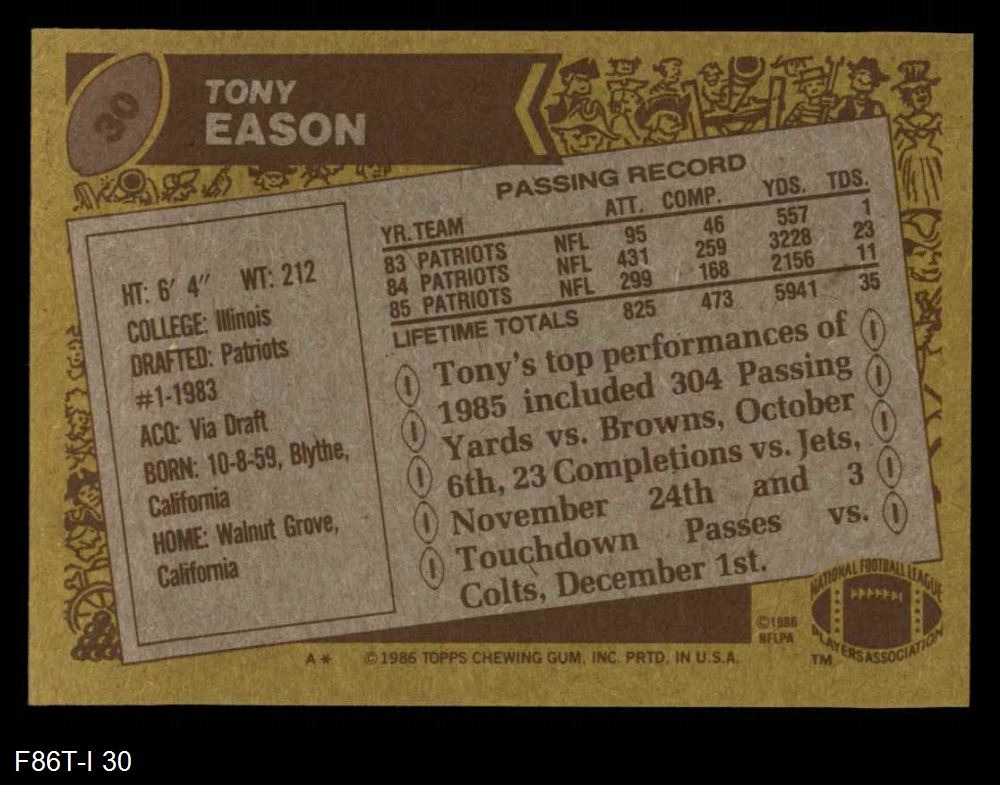 30
TONY
EASON
PASSING RECORD
YR. TEAM ATT. COMP. YDS. TDS.
83 PATRIOTS NFL 95 46 557 1
84 PATRIOTS NFL 431 259 3228 23
85 PATRIOTS NFL 299 168 2156 11
LIFETIME TOTALS 825 473 5941 35
HT: 6' 4" WT: 212
COLLEGE: Illinois
DRAFTED: Patriots
#1-1983
ACQ: Via Draft
BORN: 10-8-59, Blythe,
California
HOME: Walnut Grove,
California
Tony's top performances of
1985 included 304 Passing
Yards vs. Browns, October
6th, 23 Completions vs. Jets,
November 24th and 3
Touchdown Passes vs.
Colts, December 1st.
NATIONAL FOOTBALL LEAGUE
PLAYERS ASSOCIATION
TM
©1986
NFLPA
A* ©1986 TOPPS CHEWING GUM, INC. PRTD. IN U.S.A.
F86T-I 30